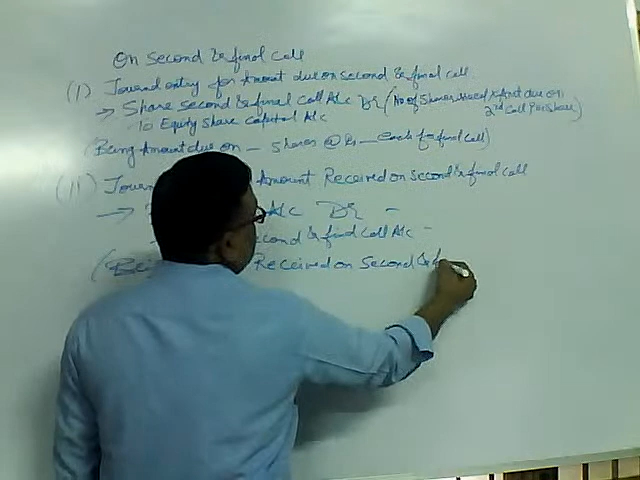 On Second & final call
(I) Journal entry for Amount due on second & final call.
→ Share second & final call A/c Dr (No of Shares issued x Amt due on 2nd call Per share)
To Equity Share capital A/c
(Being Amount due on — Shares @ Rs — each for final call)
(II) Amount Received on second & final call
→ A/c Dr -
Second & final call A/c -
(Bei Received on Second & f